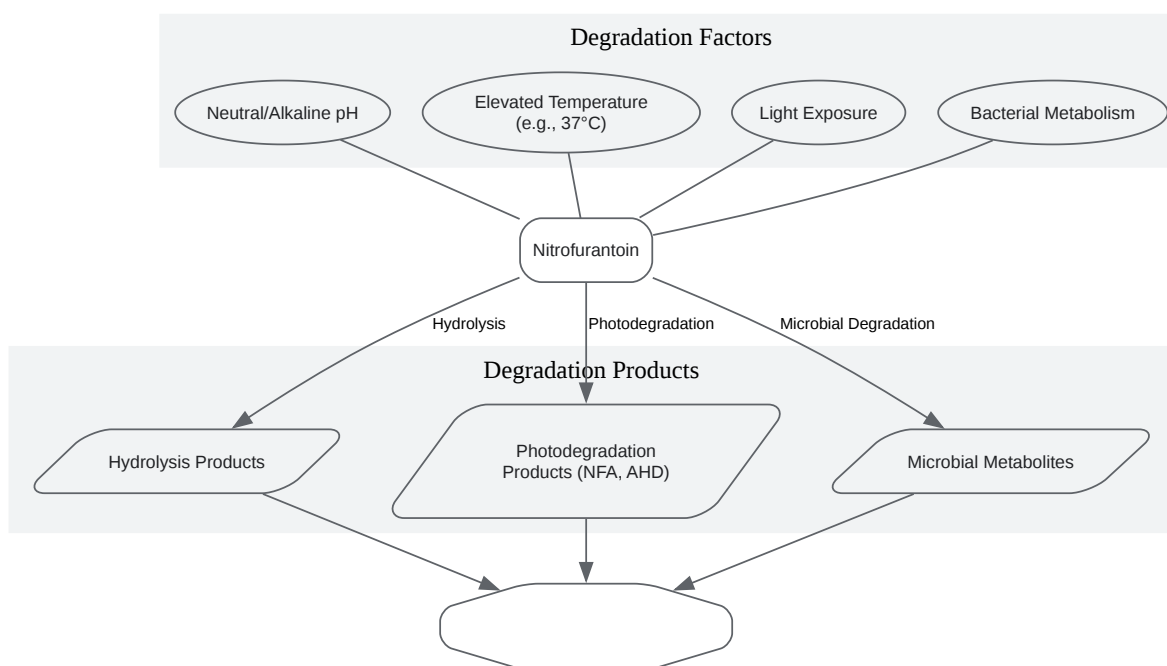 Degradation Factors
Neutral/Alkaline pH
Elevated Temperature
(e.g., 37°C)
Light Exposure
Bacterial Metabolism
Nitrofurantoin
Hydrolysis
Photodegradation
Microbial Degradation
Degradation Products
Hydrolysis Products
Photodegradation
Products (NFA, AHD)
Microbial Metabolites